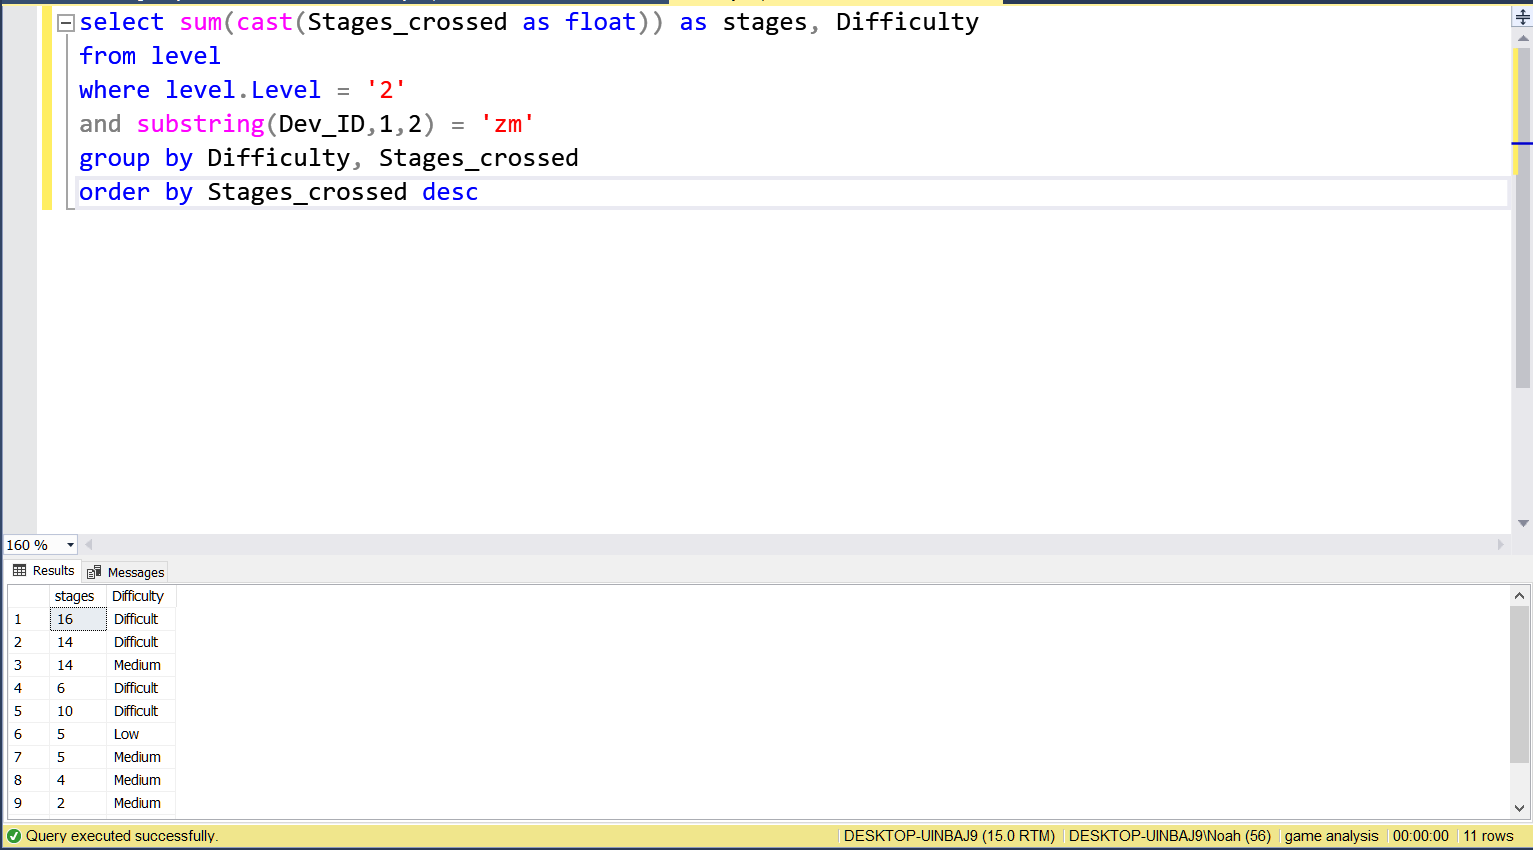 select sum(cast(Stages_crossed as float)) as stages, Difficulty
from level
where level.Level = '2'
and substring(Dev_ID,1,2) = 'zm'
group by Difficulty, Stages_crossed
order by Stages_crossed desc
160 %
Results Messages
stages Difficulty
1 16 Difficult
2 14 Difficult
3 14 Medium
4 6 Difficult
5 10 Difficult
6 5 Low
7 5 Medium
8 4 Medium
9 2 Medium
Query executed successfully. DESKTOP-UINBAJ9 (15.0 RTM) DESKTOP-UINBAJ9\Noah (56) game analysis 00:00:00 11 rows